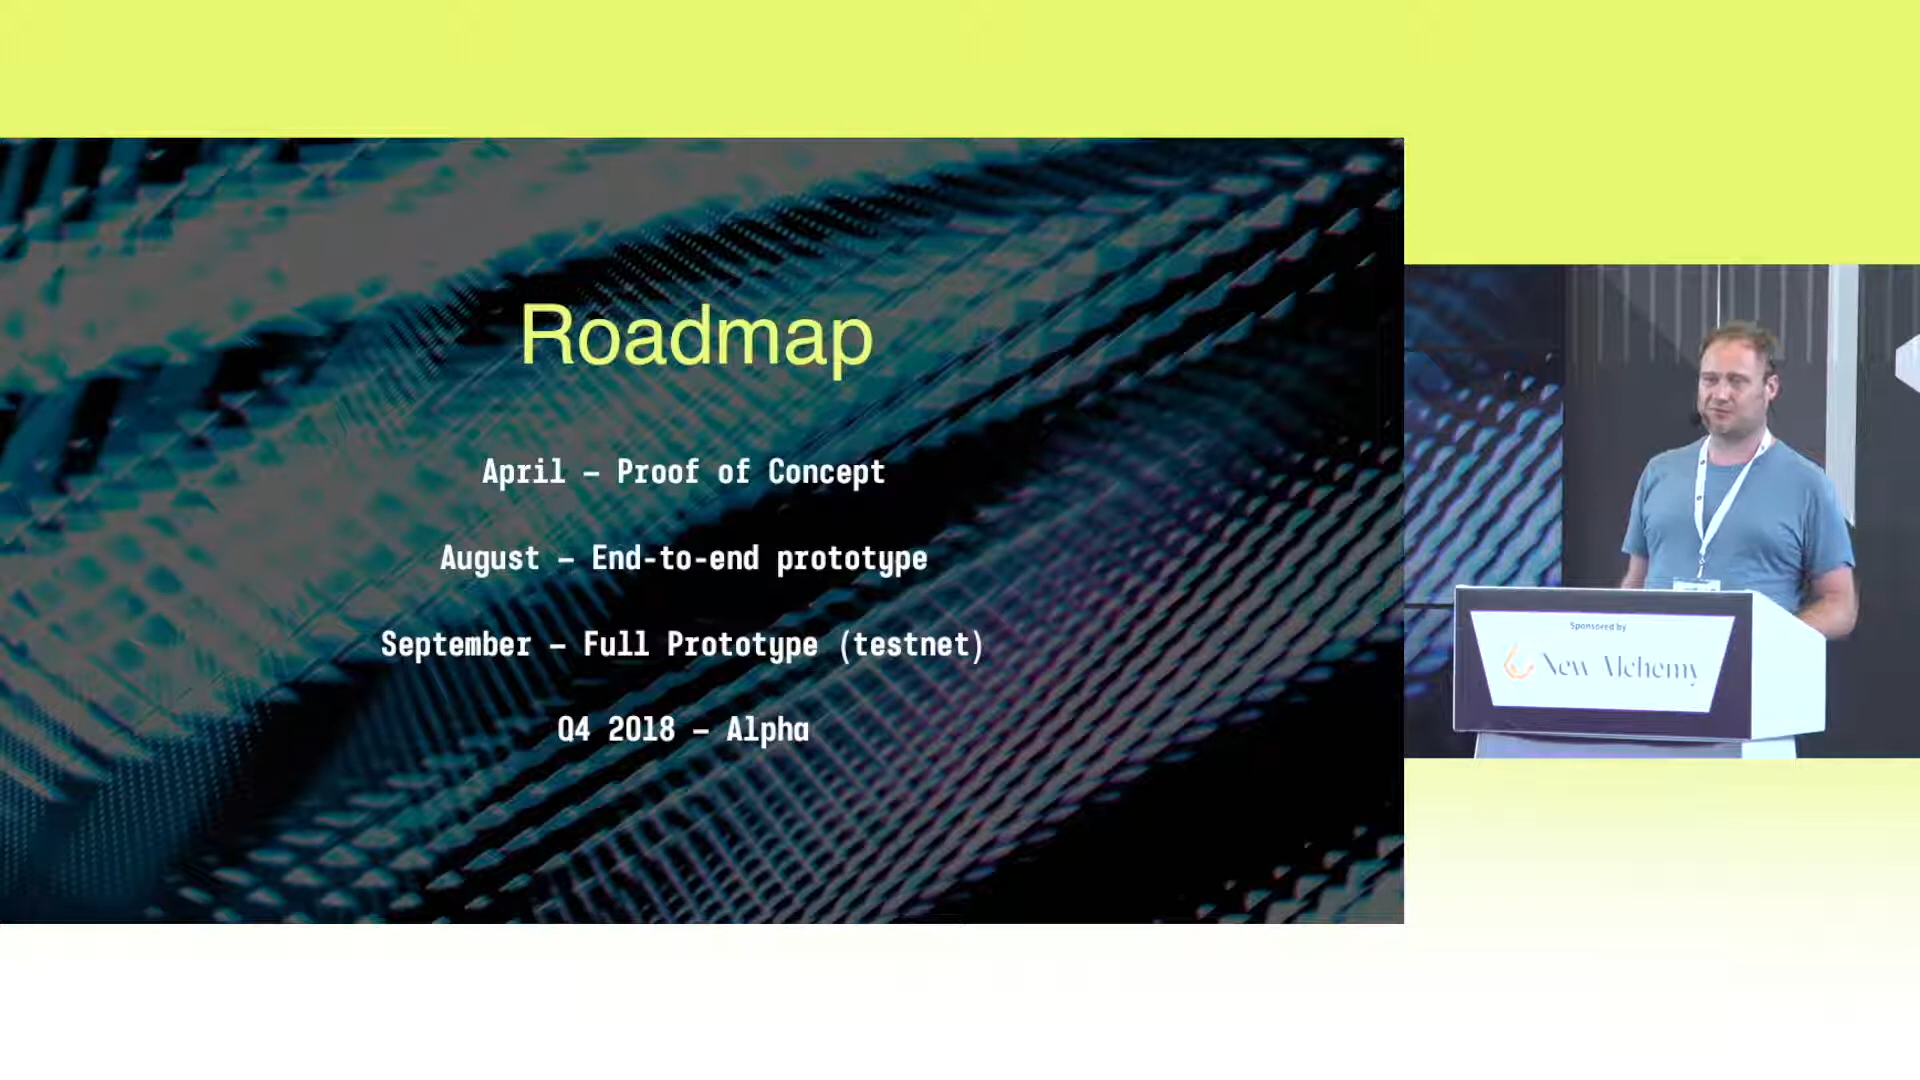 Roadmap
April – Proof of Concept
August – End-to-end prototype
September – Full Prototype (testnet)
Q4 2018 – Alpha
Sponsored by
New Alchemy